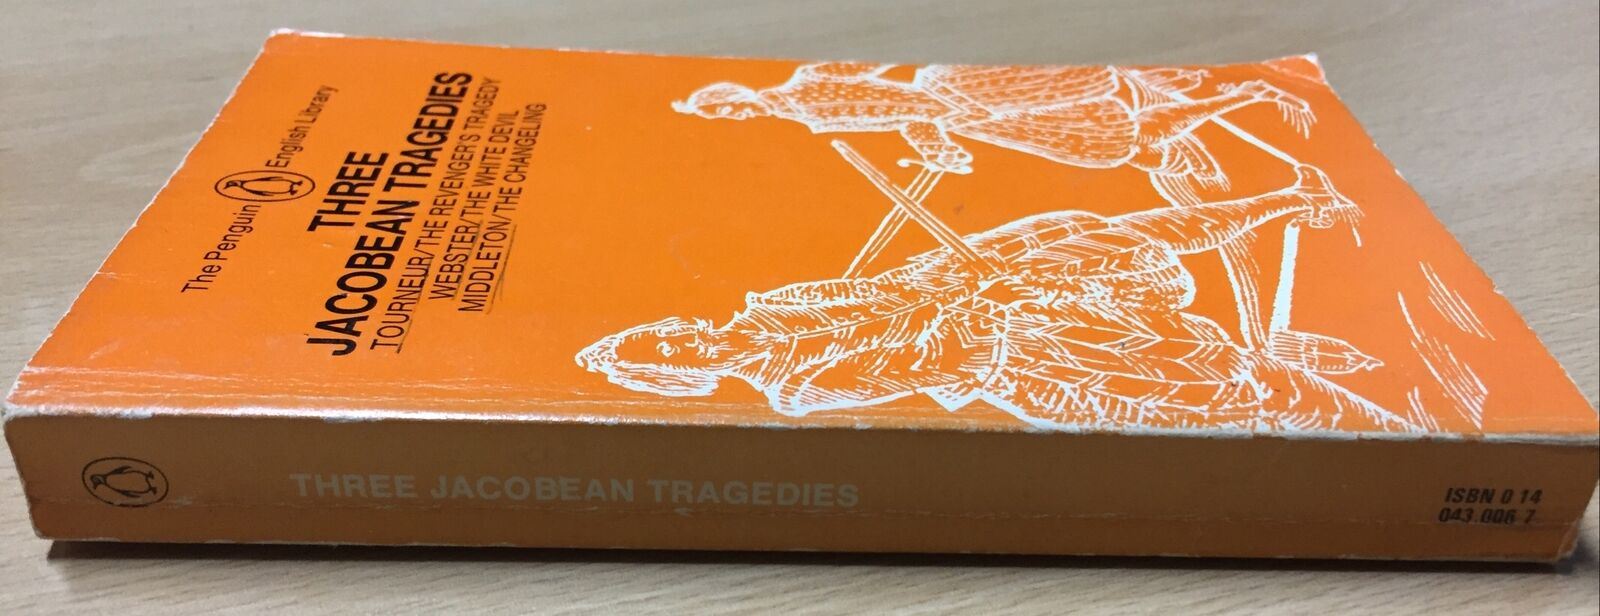 The Penguin English Library
THREE
JACOBEAN TRAGEDIES
TOURNEUR/THE REVENGER'S TRAGEDY
WEBSTER/THE WHITE DEVIL
MIDDLETON/THE CHANGELING
THREE JACOBEAN TRAGEDIES
ISBN 0 14
043.006 7